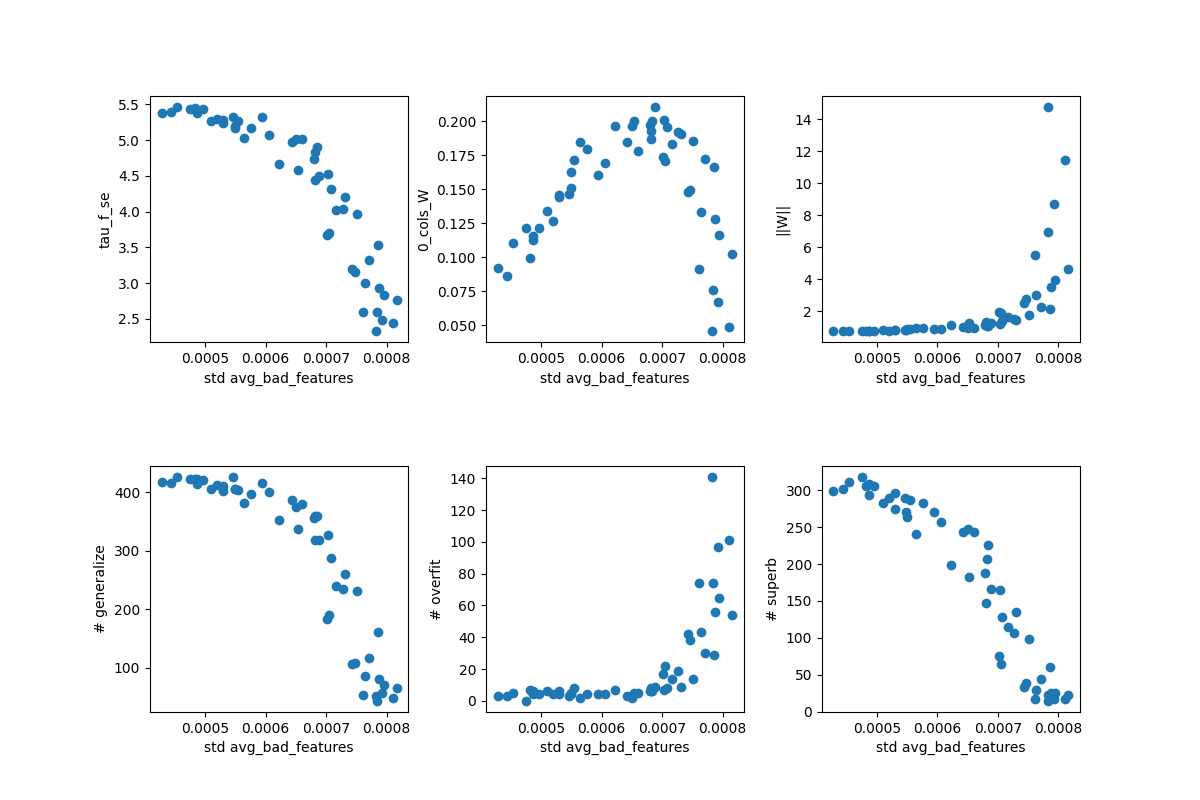 5.5
5.0
4.5
4.0
3.5
3.0
2.5
tau_f_se
0.0005 0.0006 0.0007 0.0008
std avg_bad_features
0.200
0.175
0.150
0.125
0.100
0.075
0.050
0_cols_W
0.0005 0.0006 0.0007 0.0008
std avg_bad_features
14
12
10
8
6
4
2
||W||
0.0005 0.0006 0.0007 0.0008
std avg_bad_features
400
300
200
100
# generalize
0.0005 0.0006 0.0007 0.0008
std avg_bad_features
140
120
100
80
60
40
20
0
# overfit
0.0005 0.0006 0.0007 0.0008
std avg_bad_features
300
250
200
150
100
50
0
# superb
0.0005 0.0006 0.0007 0.0008
std avg_bad_features